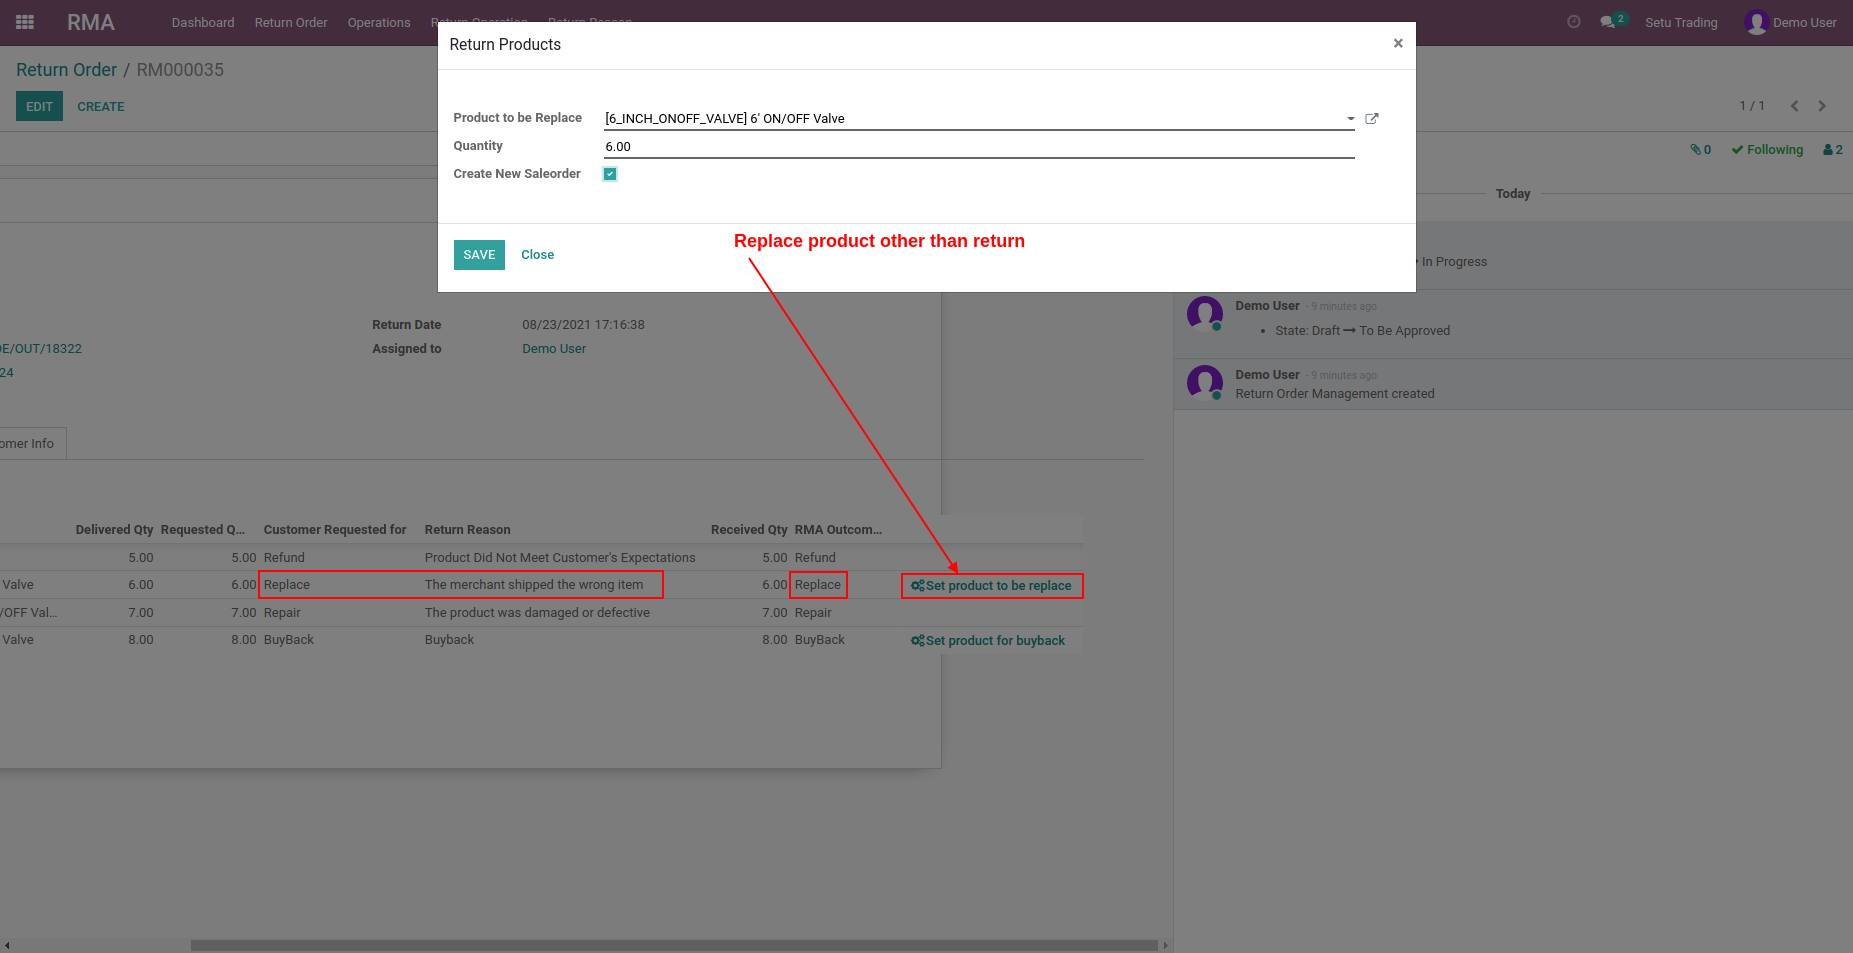 RMA Dashboard Return Order Operations Return Operation Return Reason 2 Setu Trading Demo User
Return Order / RM000035
EDIT CREATE
1 / 1
0 Following 2
Return Products ×
Product to be Replace [6_INCH_ONOFF_VALVE] 6' ON/OFF Valve
Quantity 6.00
Create New Saleorder
Replace product other than return
SAVE Close
Today
In Progress
Demo User - 9 minutes ago
• State: Draft → To Be Approved
Demo User - 9 minutes ago
Return Order Management created
Return Date 08/23/2021 17:16:38
E/OUT/18322 Assigned to Demo User
24
omer Info
Delivered Qty Requested Q... Customer Requested for Return Reason Received Qty RMA Outcom...
5.00 5.00 Refund Product Did Not Meet Customer's Expectations 5.00 Refund
Valve 6.00 6.00 Replace The merchant shipped the wrong item 6.00 Replace Set product to be replace
/OFF Val... 7.00 7.00 Repair The product was damaged or defective 7.00 Repair
Valve 8.00 8.00 BuyBack Buyback 8.00 BuyBack Set product for buyback